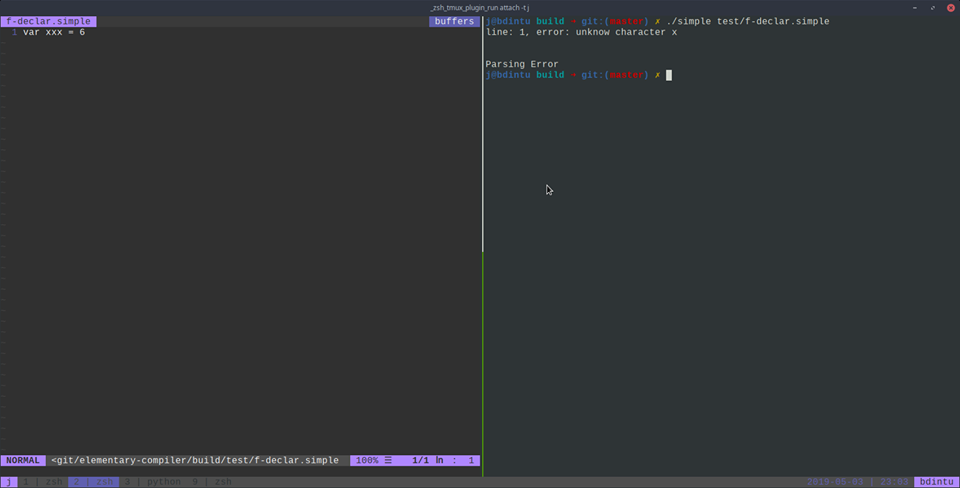 _zsh_tmux_plugin_run attach -t j
f-declar.simple
buffers
1 var xxx = 6
NORMAL <git/elementary-compiler/build/test/f-declar.simple 100% ☰ 1/1 ln : 1
j@bdintu build → git:(master) ✗ ./simple test/f-declar.simple
line: 1, error: unknow character x
Parsing Error
j@bdintu build → git:(master) ✗
j 1 | zsh 2 | zsh 3 | python 9 | zsh 2019-05-03 | 23:03 bdintu